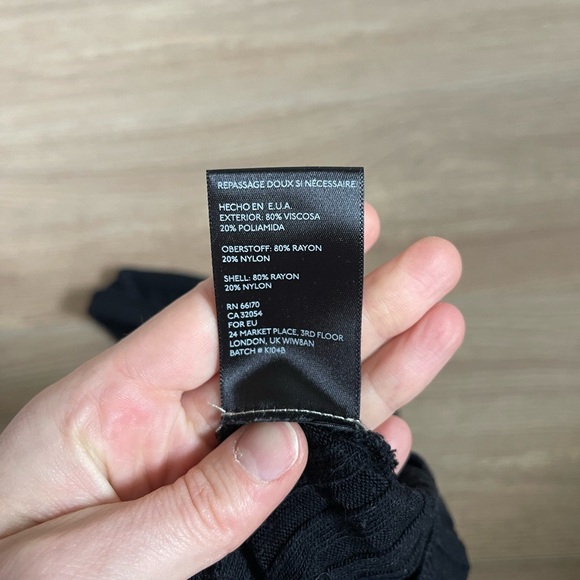 REPASSAGE DOUX SI NÉCESSAIRE
HECHO EN E.U.A.
EXTERIOR: 80% VISCOSA
20% POLIAMIDA
OBERSTOFF: 80% RAYON
20% NYLON
SHELL: 80% RAYON
20% NYLON
RN 66170
CA 32054
FOR EU
24 MARKET PLACE, 3RD FLOOR
LONDON, UK W1W8AN
BATCH # K104B